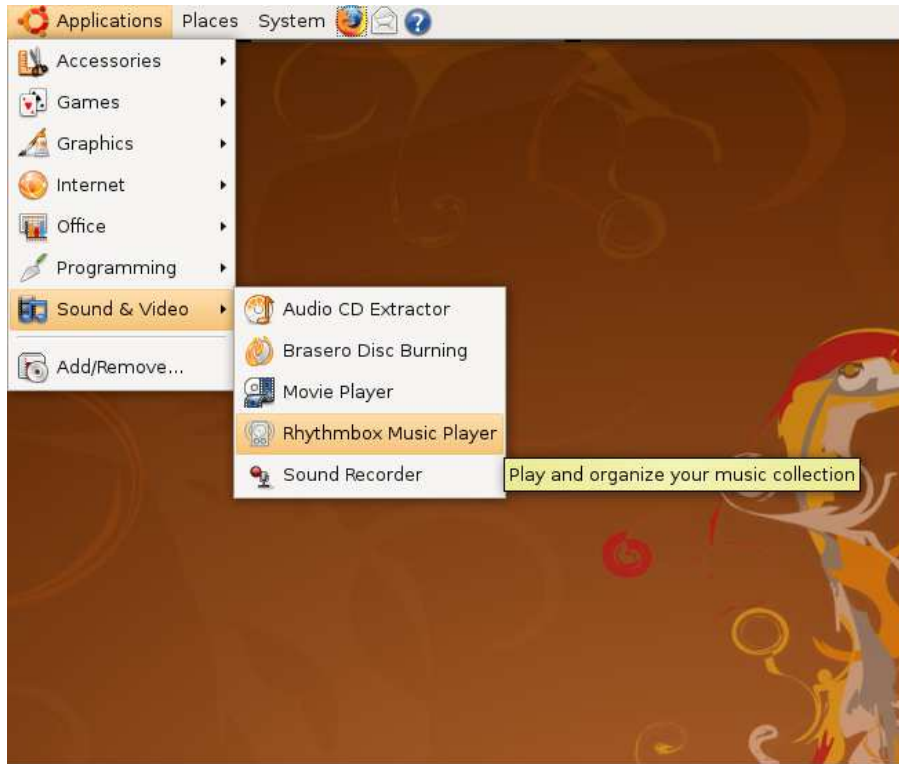 Applications Places System
Accessories
Games
Graphics
Internet
Office
Programming
Sound & Video
Add/Remove...
Audio CD Extractor
Brasero Disc Burning
Movie Player
Rhythmbox Music Player
Sound Recorder
Play and organize your music collection